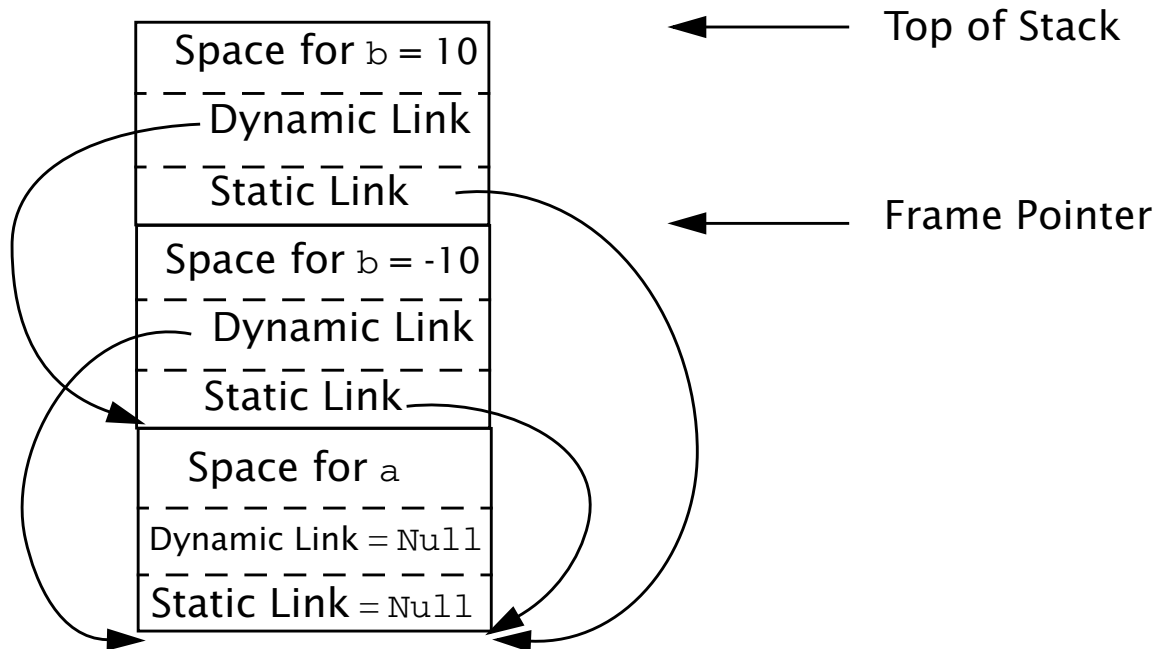 Space for b = 10
Top of Stack
Dynamic Link
Static Link
Frame Pointer
Space for b = -10
Dynamic Link
Static Link
Space for a
Dynamic Link = Null
Static Link = Null